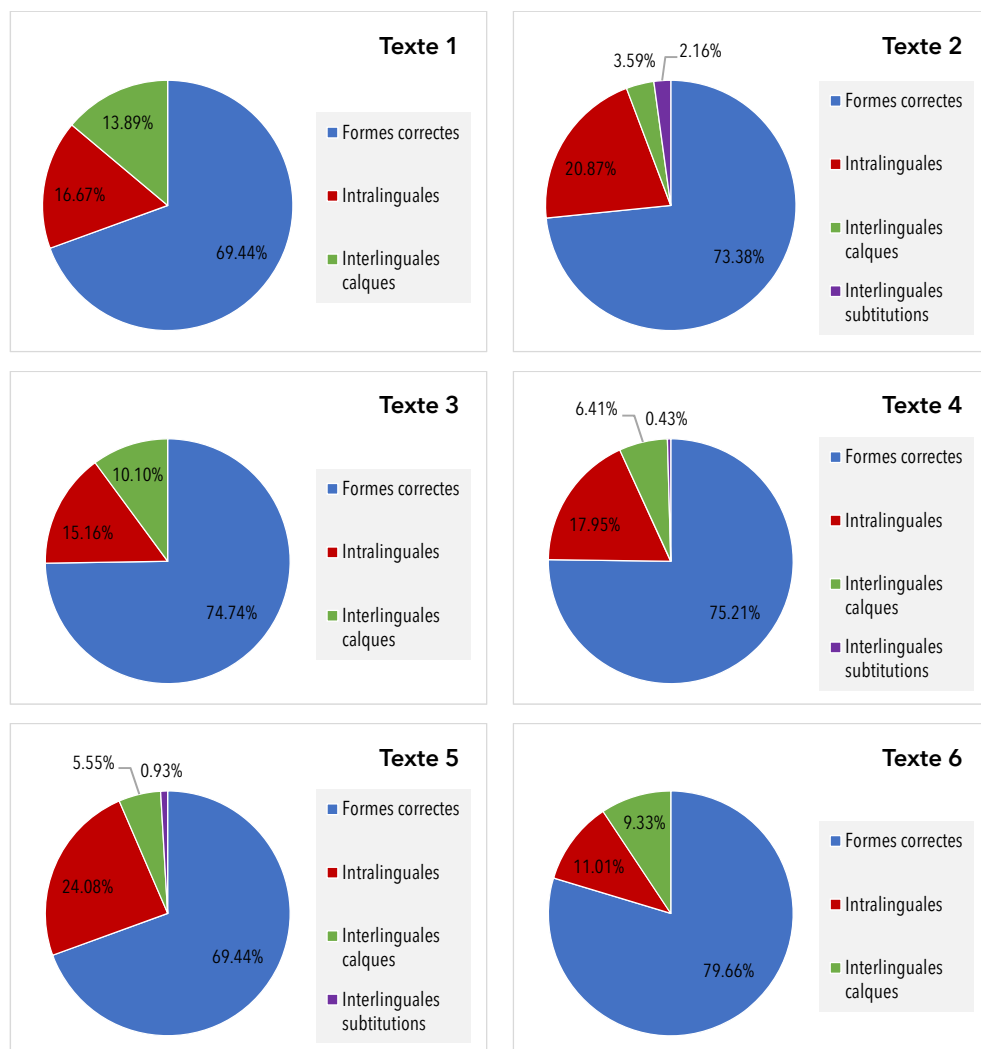 Texte 1
13.89%
16.67%
69.44%
Formes correctes
Intralinguales
Interlinguales
calques
Texte 2
3.59%
2.16%
20.87%
73.38%
Formes correctes
Intralinguales
Interlinguales
calques
Interlinguales
subtitutions
Texte 3
10.10%
15.16%
74.74%
Formes correctes
Intralinguales
Interlinguales
calques
Texte 4
6.41%
0.43%
17.95%
75.21%
Formes correctes
Intralinguales
Interlinguales
calques
Interlinguales
subtitutions
Texte 5
5.55%
0.93%
24.08%
69.44%
Formes correctes
Intralinguales
Interlinguales
calques
Interlinguales
subtitutions
Texte 6
9.33%
11.01%
79.66%
Formes correctes
Intralinguales
Interlinguales
calques